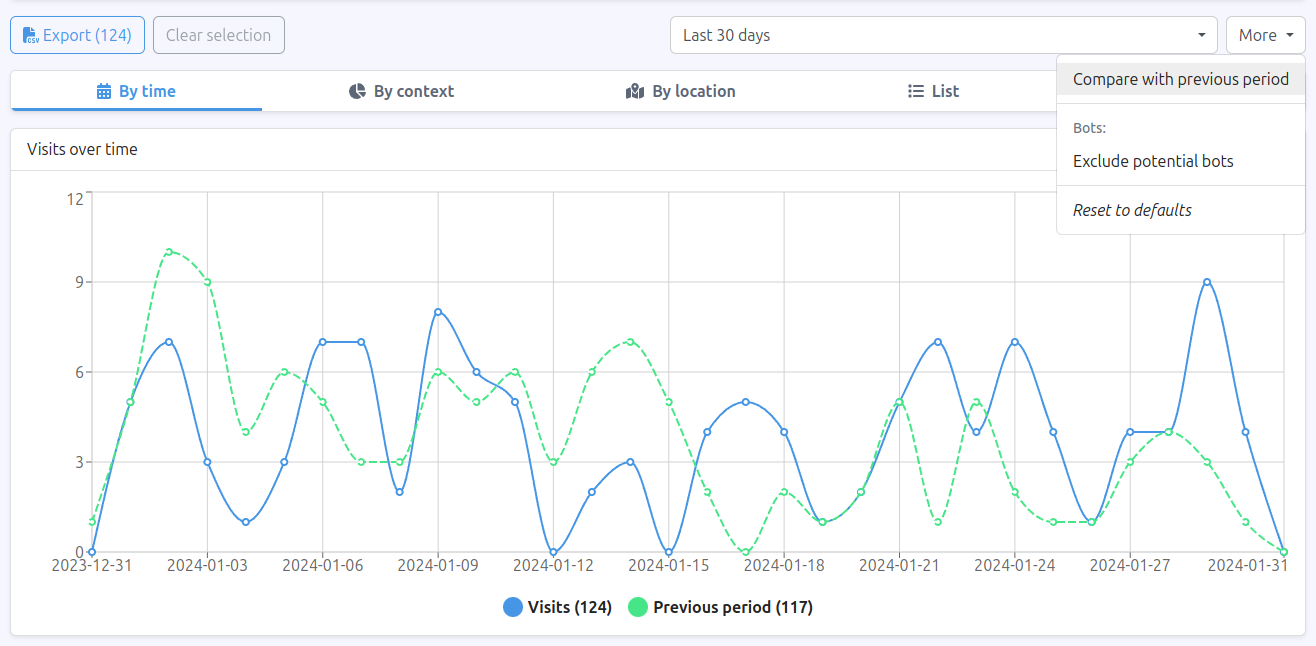 Export (124) Clear selection Last 30 days More
Compare with previous period
By time By context By location List
Bots:
Visits over time
Exclude potential bots
Reset to defaults
12
9
6
3
0
2023-12-31 2024-01-03 2024-01-06 2024-01-09 2024-01-12 2024-01-15 2024-01-18 2024-01-21 2024-01-24 2024-01-27 2024-01-31
Visits (124) Previous period (117)